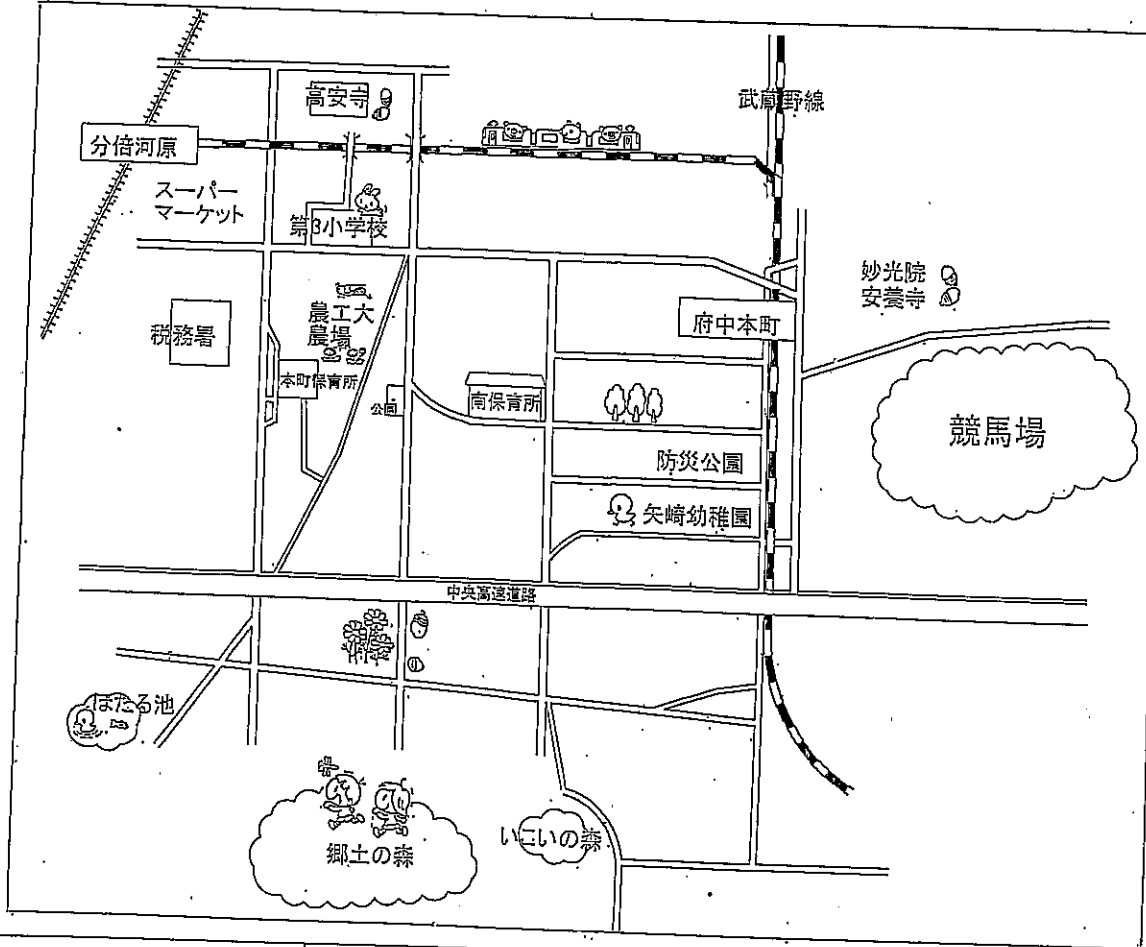 武蔵野線
高安寺
分倍河原
スーパー
マーケット
第3小学校
妙光院
安養寺
府中本町
税務署
農工大
農場
本町保育所
公園
南保育所
競馬場
防災公園
矢崎幼稚園
中央高速道路
ほたる池
郷土の森
いこいの森